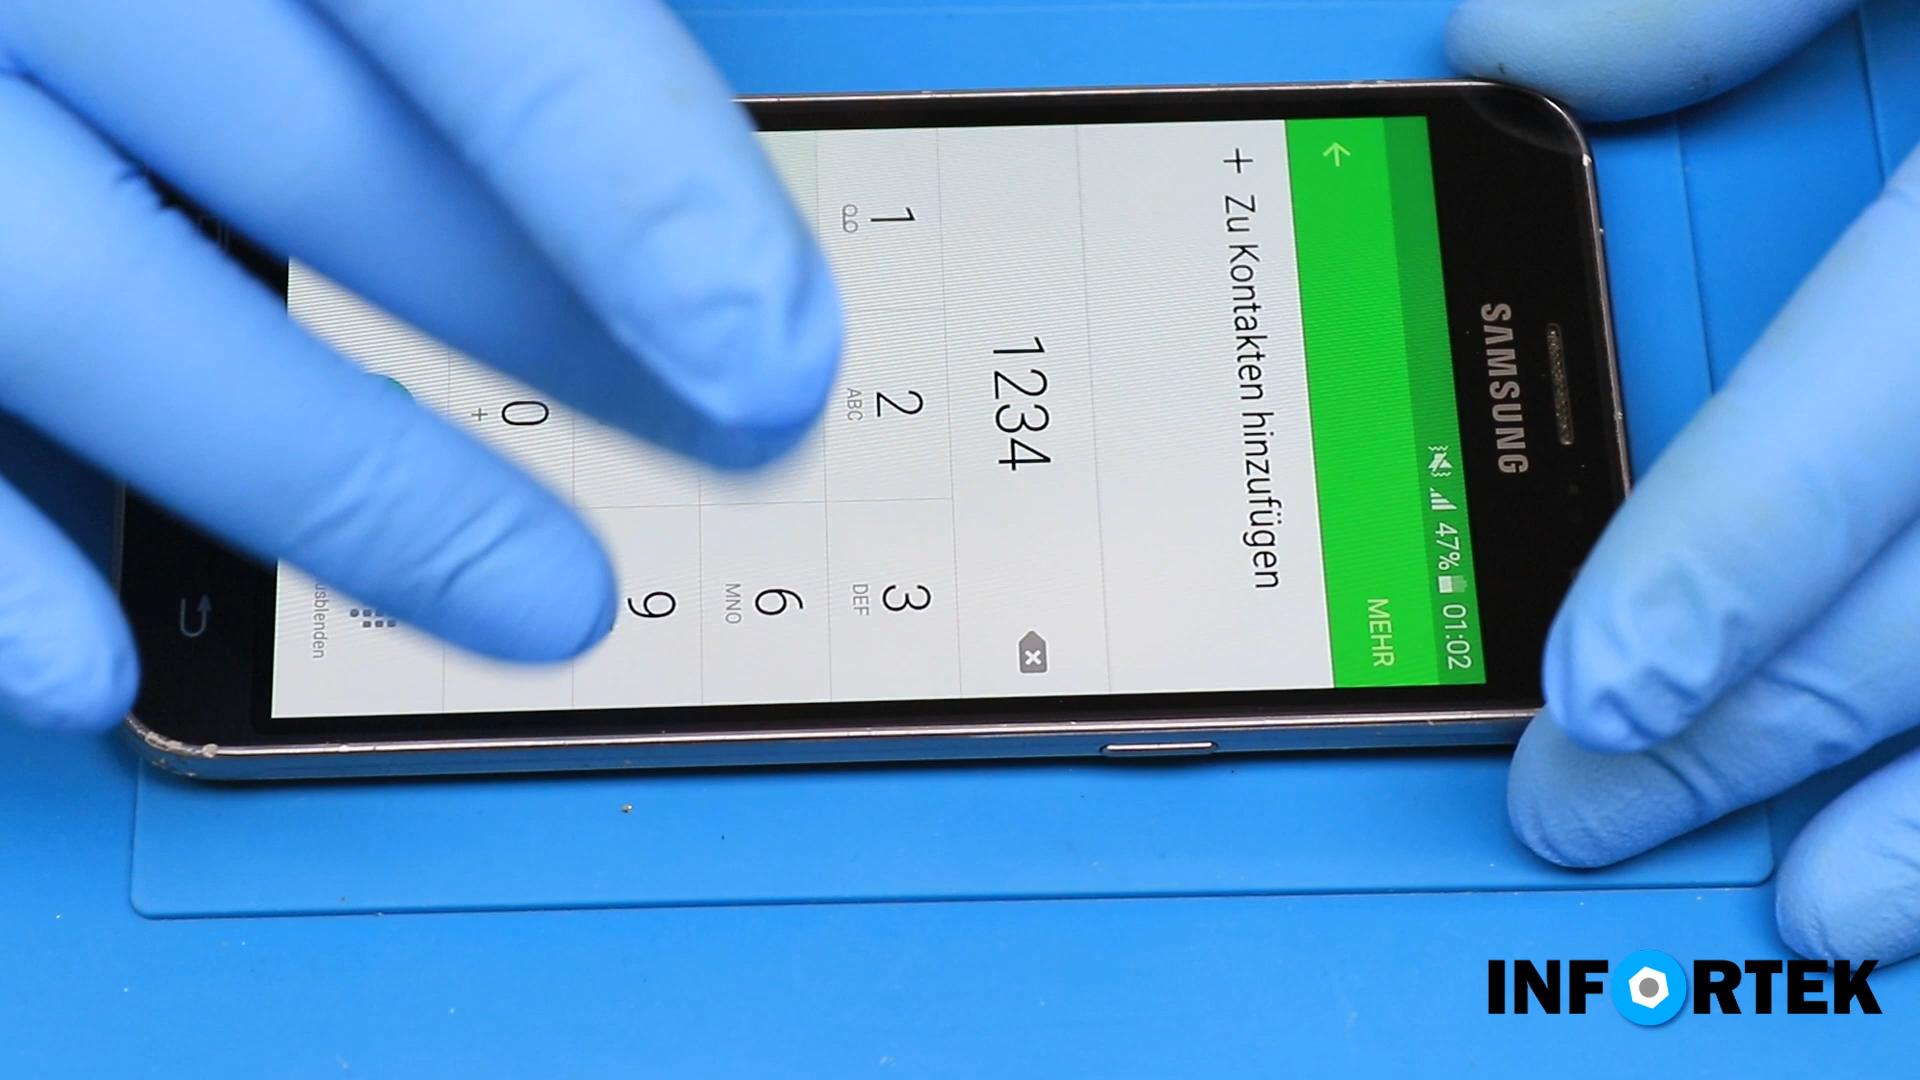 SAMSUNG
47% 01:02
MEHR
+ Zu Kontakten hinzufügen
1234
1
2 ABC
3 DEF
6 MNO
9
0 +
usblenden
INFORTEK